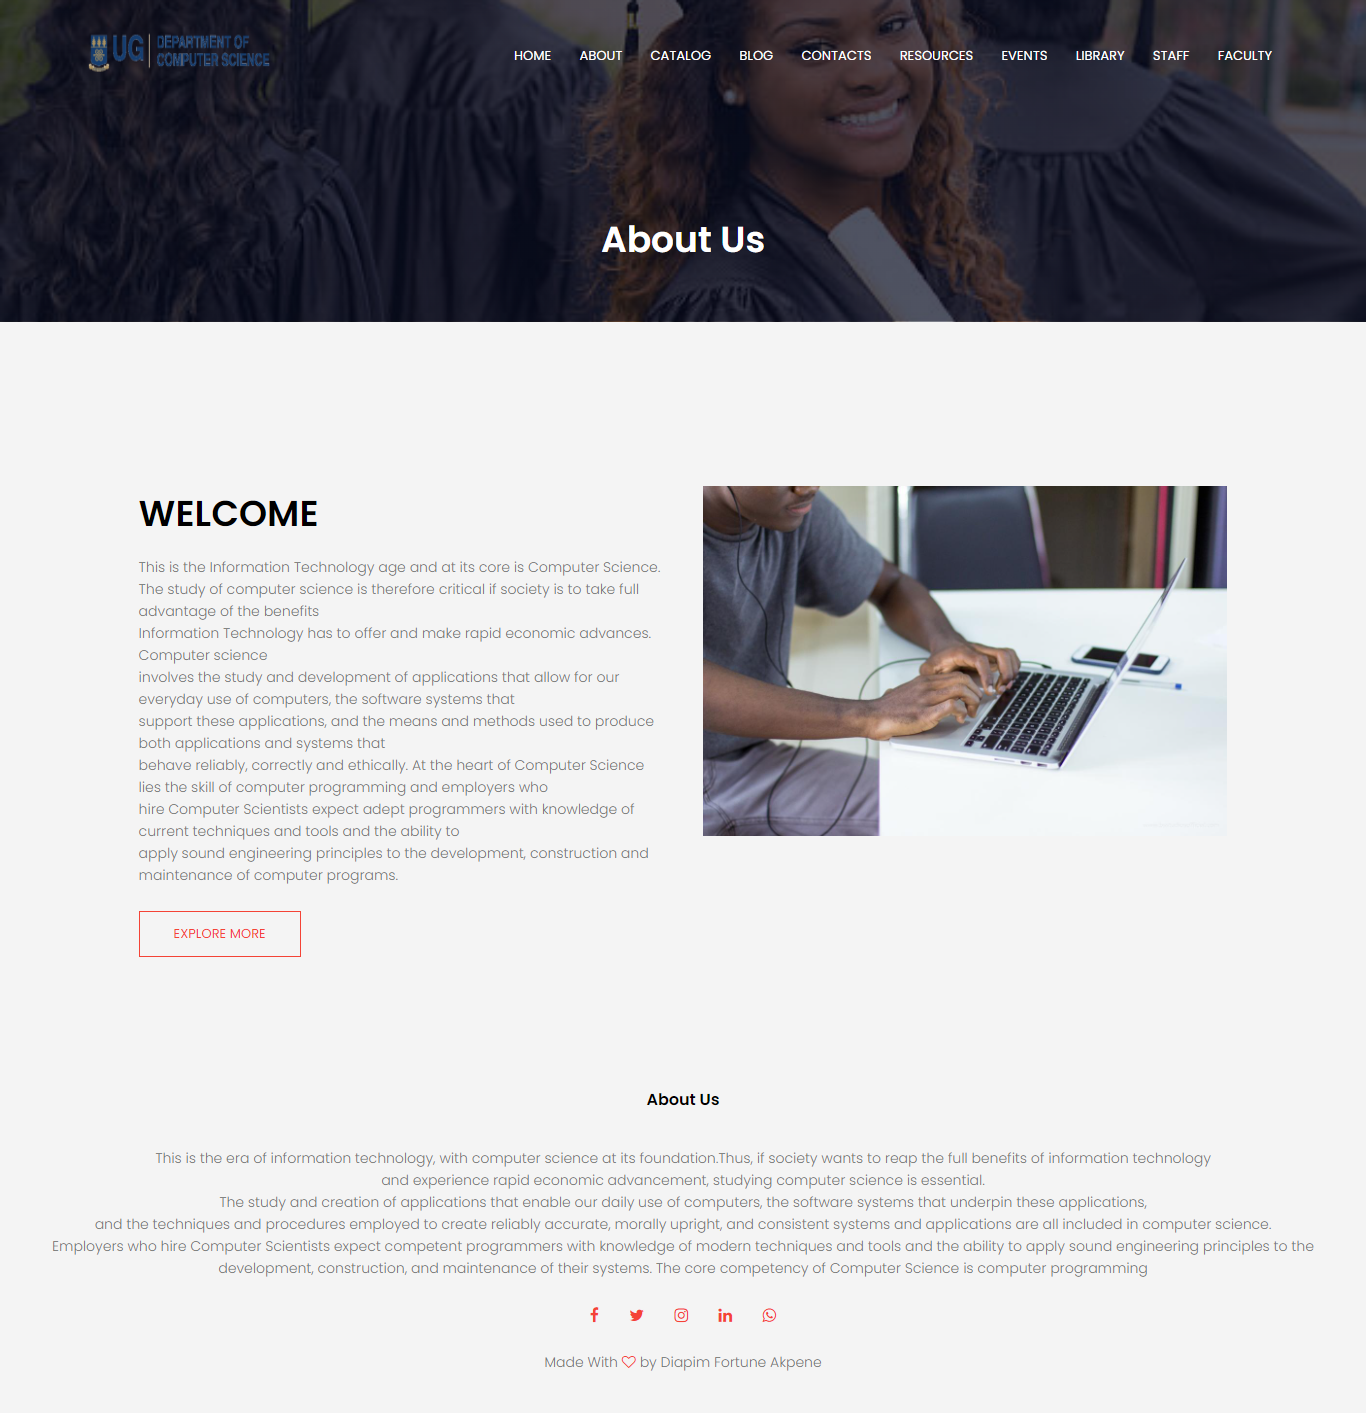 UG DEPARTMENT OF
COMPUTER SCIENCE
HOME ABOUT CATALOG BLOG CONTACTS RESOURCES EVENTS LIBRARY STAFF FACULTY
About Us
WELCOME
This is the Information Technology age and at its core is Computer Science.
The study of computer science is therefore critical if society is to take full
advantage of the benefits
Information Technology has to offer and make rapid economic advances.
Computer science
involves the study and development of applications that allow for our
everyday use of computers, the software systems that
support these applications, and the means and methods used to produce
both applications and systems that
behave reliably, correctly and ethically. At the heart of Computer Science
lies the skill of computer programming and employers who
hire Computer Scientists expect adept programmers with knowledge of
current techniques and tools and the ability to
apply sound engineering principles to the development, construction and
maintenance of computer programs.
EXPLORE MORE
About Us
This is the era of information technology, with computer science at its foundation.Thus, if society wants to reap the full benefits of information technology
and experience rapid economic advancement, studying computer science is essential.
The study and creation of applications that enable our daily use of computers, the software systems that underpin these applications,
and the techniques and procedures employed to create reliably accurate, morally upright, and consistent systems and applications are all included in computer science.
Employers who hire Computer Scientists expect competent programmers with knowledge of modern techniques and tools and the ability to apply sound engineering principles to the
development, construction, and maintenance of their systems. The core competency of Computer Science is computer programming
Made With ♡ by Diapim Fortune Akpene